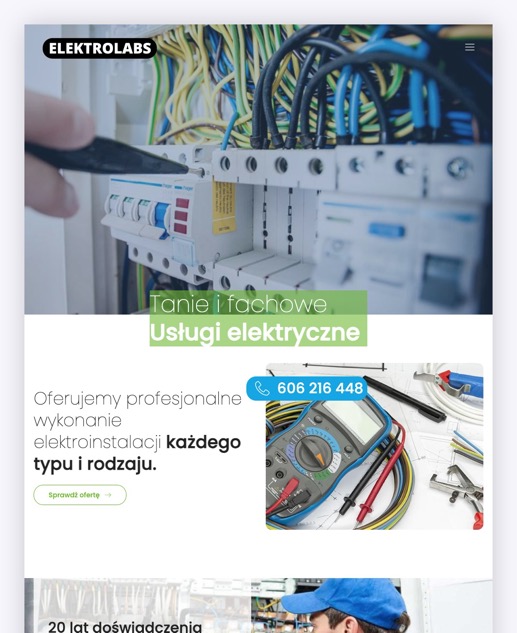 ELEKTROLABS
Tanie i fachowe
Usługi elektryczne
606 216 448
Oferujemy profesjonalne
wykonanie
elektroinstalacji każdego
typu i rodzaju.
Sprawdź ofertę →
20 lat doświadczenia